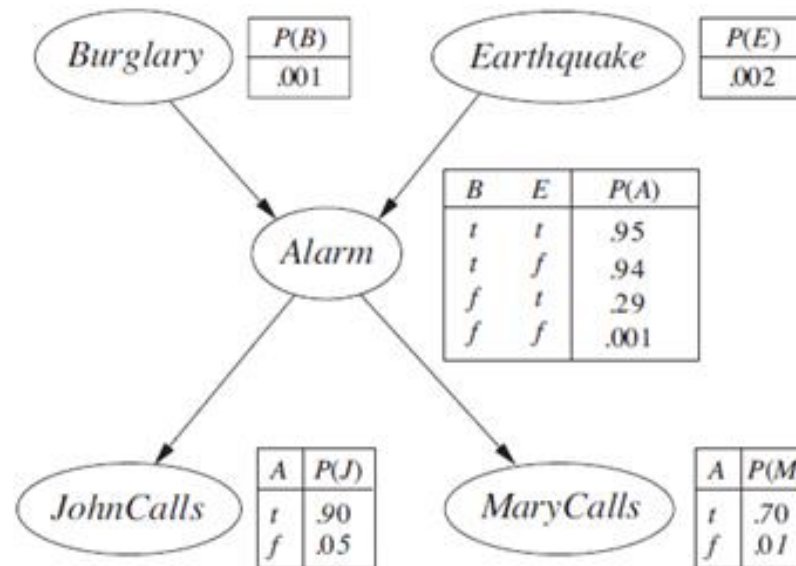 Burglary
P(B)
.001
Earthquake
P(E)
.002
Alarm
B E P(A)
t t .95
t f .94
f t .29
f f .001
JohnCalls
A P(J)
t .90
f .05
MaryCalls
A P(M
t .70
f .01